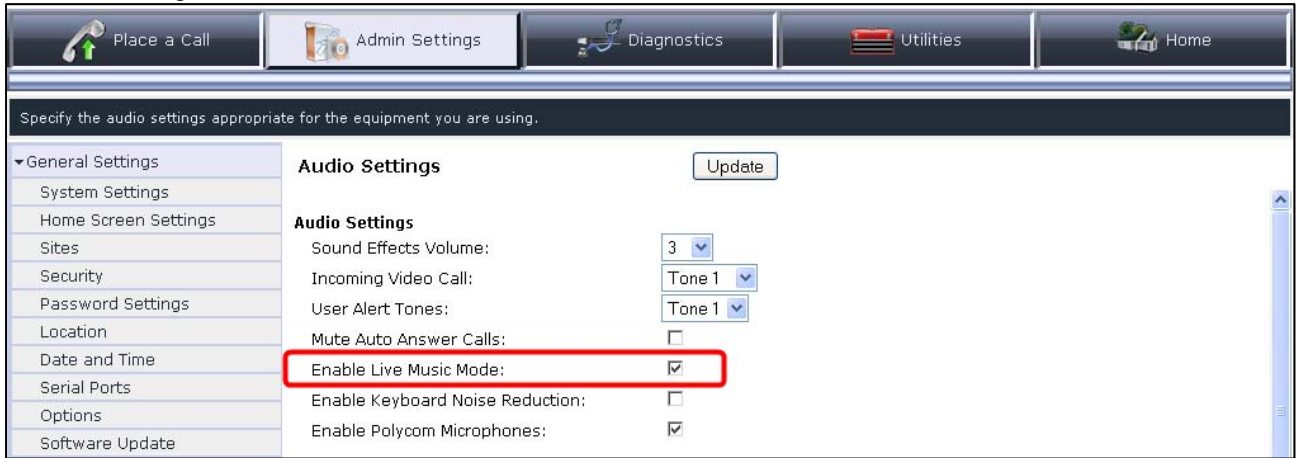 Place a Call
Admin Settings
Diagnostics
Utilities
Home
Specify the audio settings appropriate for the equipment you are using.
General Settings
System Settings
Home Screen Settings
Sites
Security
Password Settings
Location
Date and Time
Serial Ports
Options
Software Update
Audio Settings
Update
Audio Settings
Sound Effects Volume: 3
Incoming Video Call: Tone 1
User Alert Tones: Tone 1
Mute Auto Answer Calls:
Enable Live Music Mode:
Enable Keyboard Noise Reduction:
Enable Polycom Microphones: